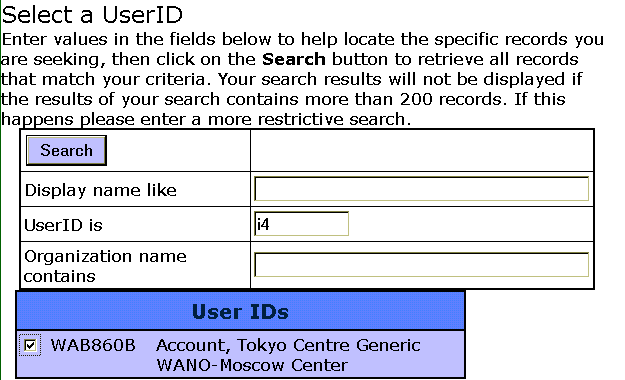 Select a UserID
Enter values in the fields below to help locate the specific records you
are seeking, then click on the Search button to retrieve all records
that match your criteria. Your search results will not be displayed if
the results of your search contains more than 200 records. If this
happens please enter a more restrictive search.
Search
Display name like
UserID is i4
Organization name
contains
User IDs
WAB860B Account, Tokyo Centre Generic
WANO-Moscow Center